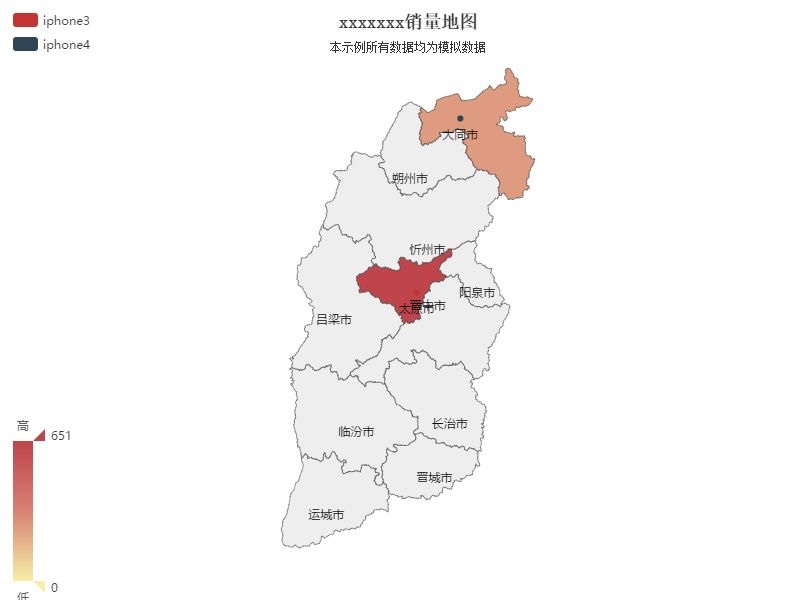 iphone3
iphone4
xxxxxxx销量地图
本示例所有数据均为模拟数据
大同市
朔州市
忻州市
阳泉市
晋中市
太原市
吕梁市
长治市
临汾市
晋城市
运城市
高
651
0
低